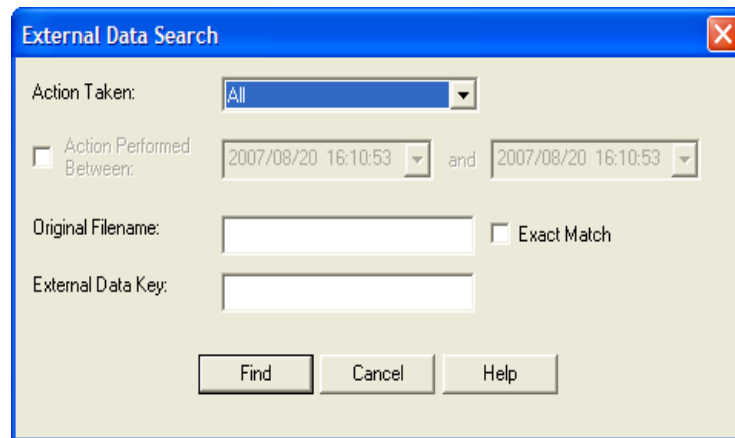 External Data Search
Action Taken: All
Action Performed Between: 2007/08/20 16:10:53 and 2007/08/20 16:10:53
Original Filename: Exact Match
External Data Key:
Find Cancel Help